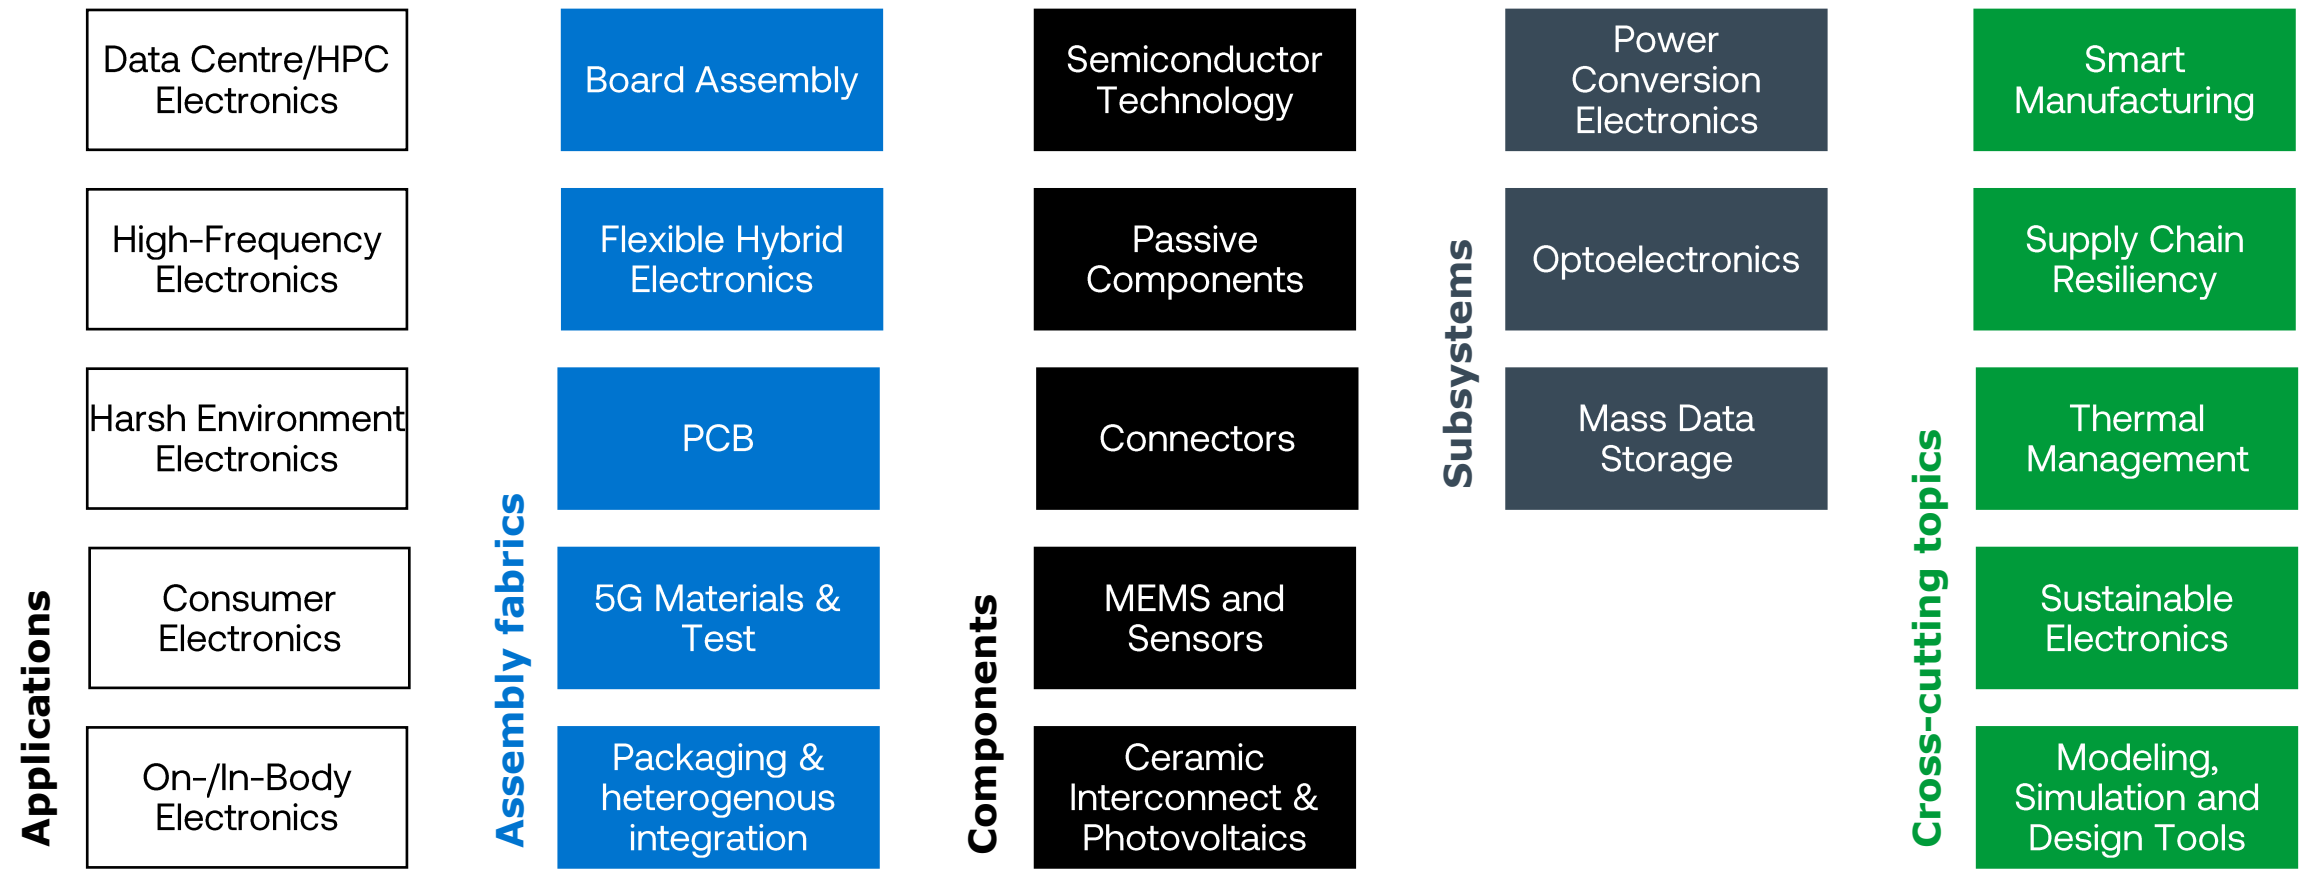 Applications
Data Centre/HPC
Electronics
High-Frequency
Electronics
Harsh Environment
Electronics
Consumer
Electronics
On-/In-Body
Electronics
Assembly fabrics
Board Assembly
Flexible Hybrid
Electronics
PCB
5G Materials &
Test
Packaging &
heterogenous
integration
Components
Semiconductor
Technology
Passive
Components
Connectors
MEMS and
Sensors
Ceramic
Interconnect &
Photovoltaics
Subsystems
Power
Conversion
Electronics
Optoelectronics
Mass Data
Storage
Cross-cutting topics
Smart
Manufacturing
Supply Chain
Resiliency
Thermal
Management
Sustainable
Electronics
Modeling,
Simulation and
Design Tools